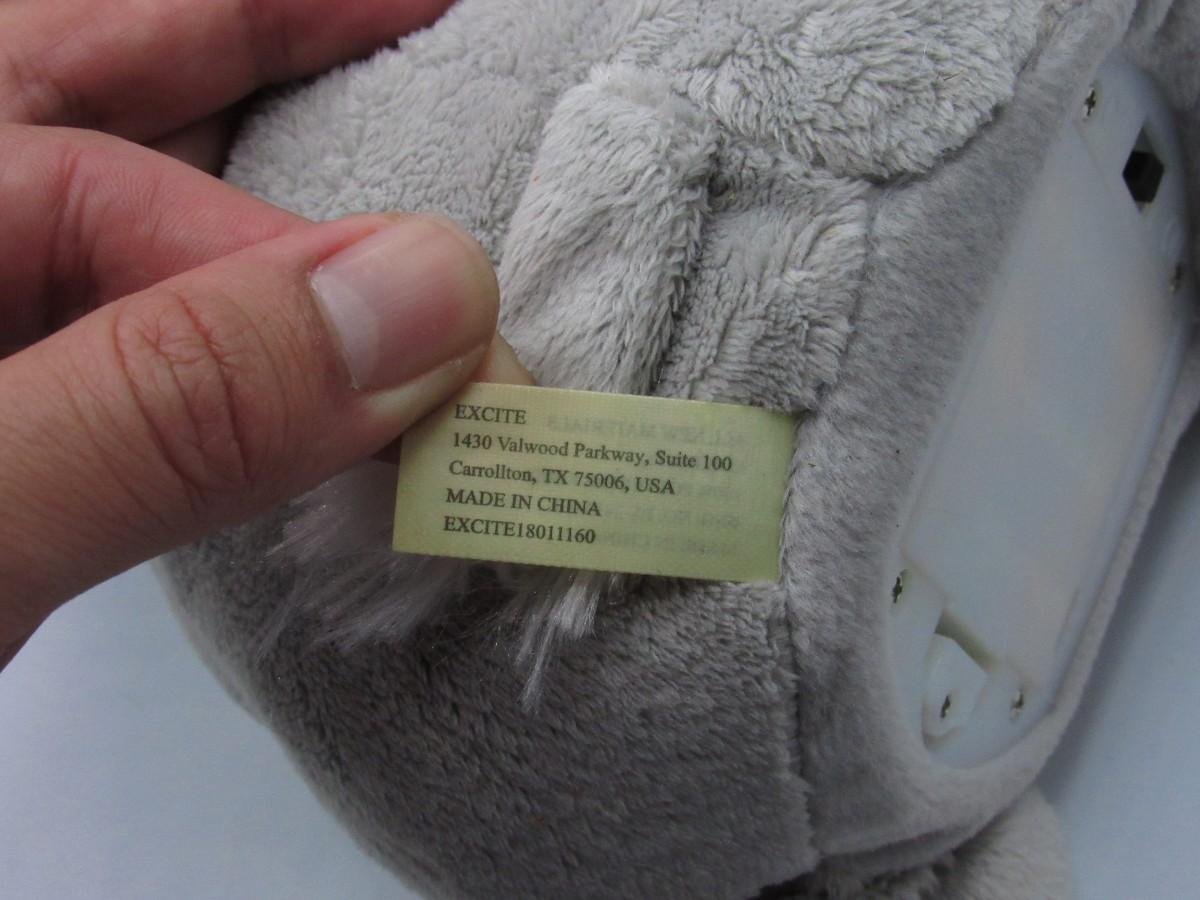 EXCITE
1430 Valwood Parkway, Suite 100
Carrollton, TX 75006, USA
MADE IN CHINA
EXCITE18011160